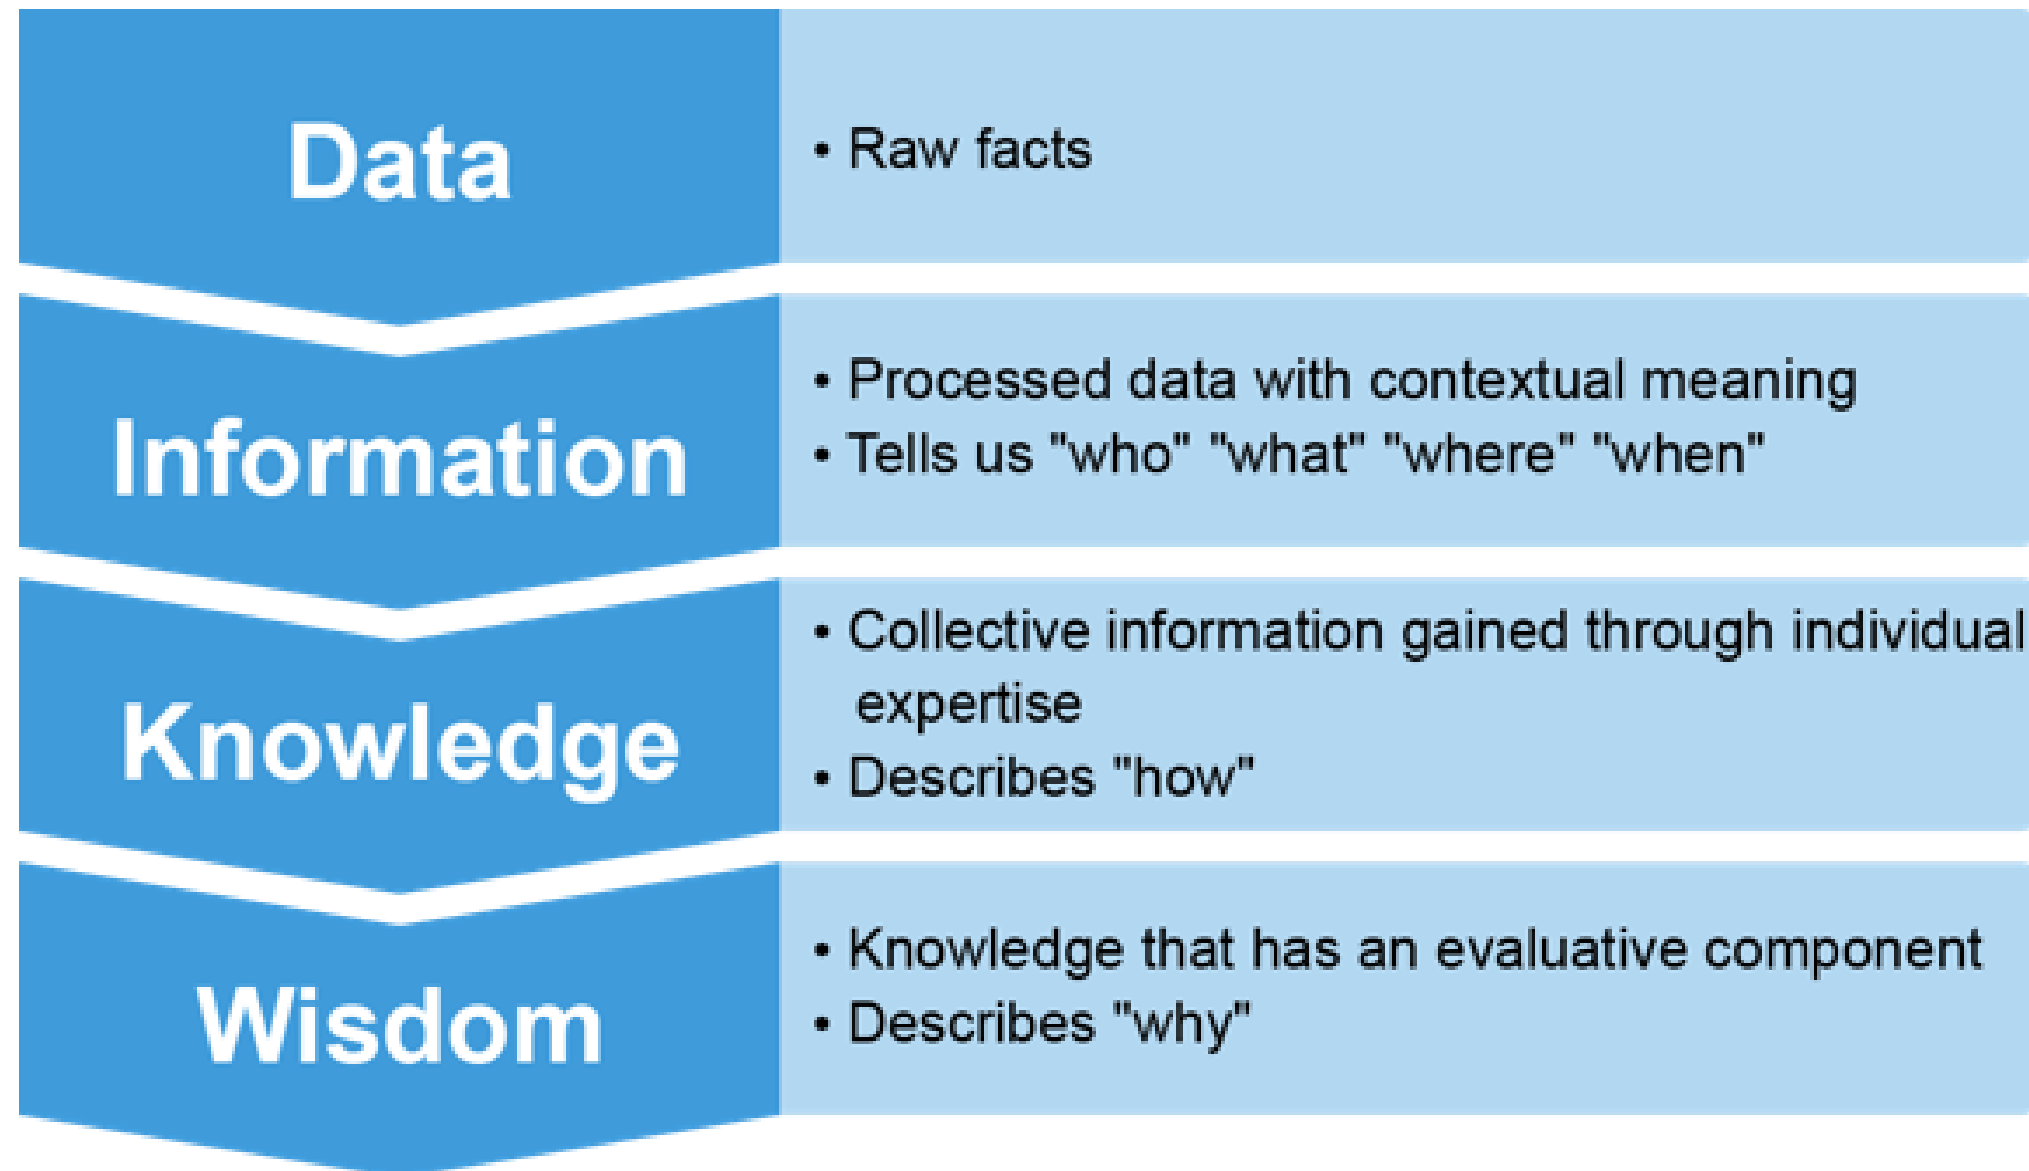 Data
• Raw facts
Information
• Processed data with contextual meaning
• Tells us "who" "what" "where" "when"
Knowledge
• Collective information gained through individual
expertise
• Describes "how"
Wisdom
• Knowledge that has an evaluative component
• Describes "why"